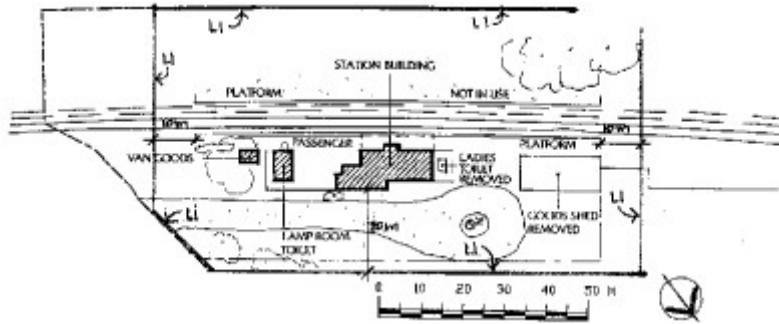 L1
L1
L1
STATION BUILDING
PLATFORM
NOT IN USE
PASSENGER
PLATFORM
VAN GOODS
LADIES
TOILET
REMOVED
GOODS SHED
REMOVED
L1
L1
LAMP ROOM
TOILET
L1
0 10 20 30 40 50 M